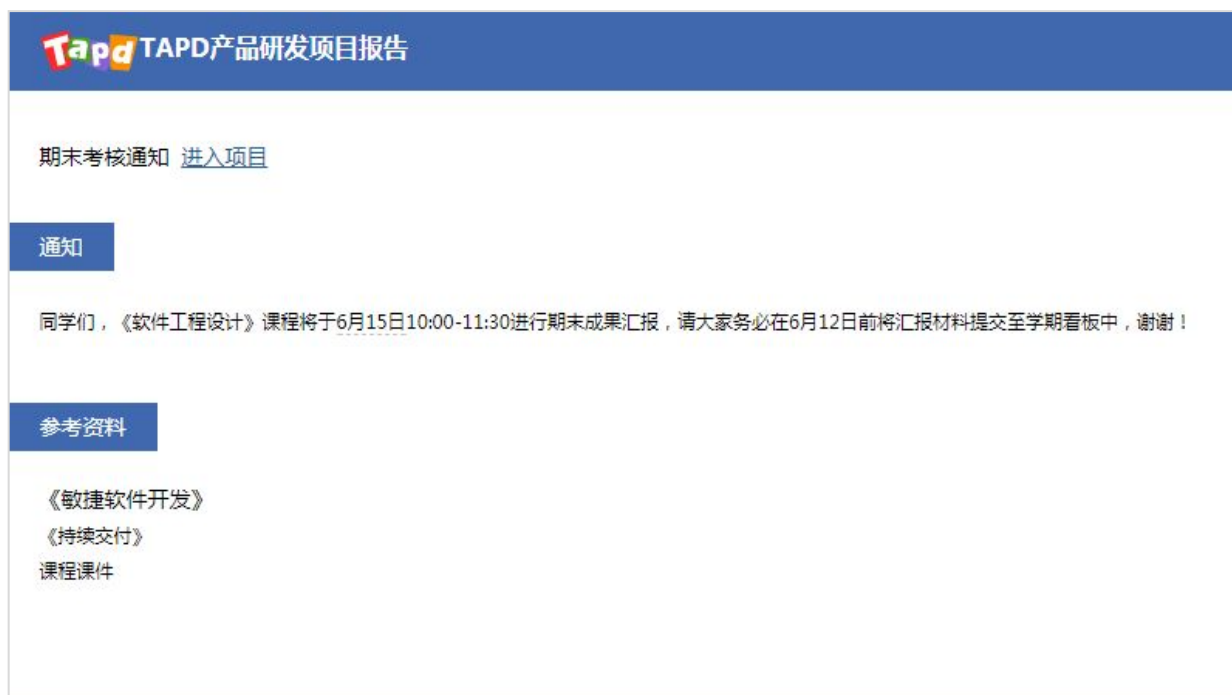 Tapd TAPD产品研发项目报告
期末考核通知 进入项目
通知
同学们，《软件工程设计》课程将于6月15日10:00-11:30进行期末成果汇报，请大家务必在6月12日前将汇报材料提交至学期看板中，谢谢！
参考资料
《敏捷软件开发》
《持续交付》
课程课件